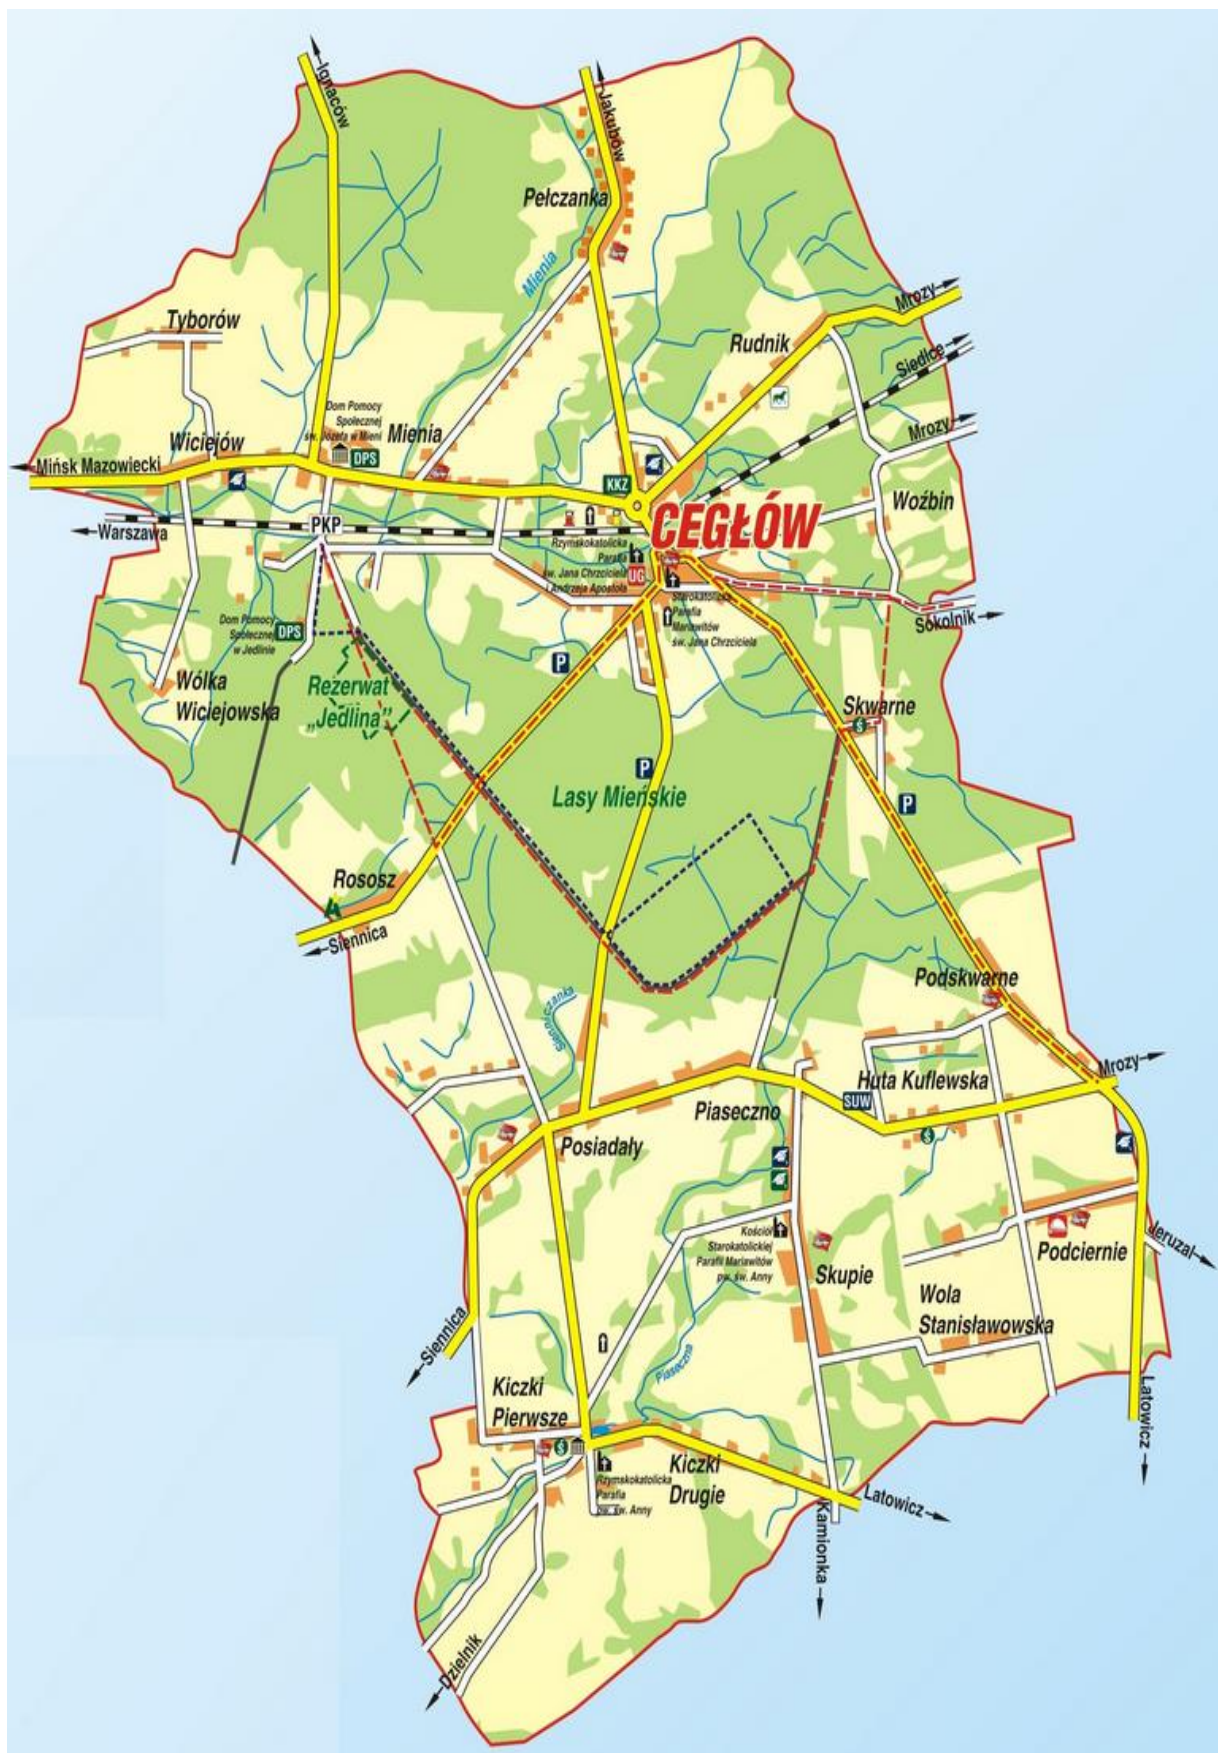 Ignaców
Jakubów
Pełczanka
Mienia
Mrozy
Tyborów
Rudnik
Siedlce
Dom Pomocy
Społecznej
św. Józefa w Mieni
DPS
Mienia
Wiciejów
Mrozy
Mińsk Mazowiecki
KKZ
Woźbin
Warszawa
PKP
CEGŁÓW
Rzymskokatolicka
Parafia
św. Jana Chrzciciela
i Andrzeja Apostoła
UG
Starokatolicka
Parafia
Mariawitów
św. Jana Chrzciciela
Sokolnik
Dom Pomocy
Społecznej
w Jedlinie
DPS
P
Wólka
Wiciejowska
Rezerwat
„Jedlina”
Skwarne
P
Lasy Mieńskie
P
Rososz
Siennica
Podskwarne
Sienniczanka
Mrozy
Huta Kuflewska
SUW
Piaseczno
Posiadały
Kościół
Starokatolickiej
Parafii Mariawitów
pw. św. Anny
Jeruzal
Podciernie
Skupie
Wola
Stanisławowska
Siennica
Piaseczna
Kiczki
Pierwsze
Latowicz
Kiczki
Drugie
Rzymskokatolicka
Parafia
pw. św. Anny
Latowicz
Kamionka
Dzielnik